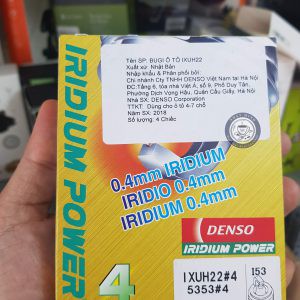 Tên SP: BUGI Ô TÔ IXUH22
Xuất xứ: Nhật Bản
Nhập khẩu & Phân phối bởi:
Chi nhánh Cty TNHH DENSO Việt Nam tại Hà Nội
ĐC:Tầng 6, tòa nhà Việt Á, số 9, Phố Duy Tân,
Phường Dịch Vọng Hậu, Quận Cầu Giấy, Hà Nội
Nhà SX: DENSO Corporation
TTKT: Dùng cho ô tô 4-7 chỗ
Năm SX: 2018
Số lượng: 4 Chiếc
IRIDIUM POWER
0.4mm IRIDIUM
IRIDIO 0.4mm
IRIDIUM 0.4mm
DENSO
IRIDIUM POWER
4
IXUH22#4
5353#4
I53